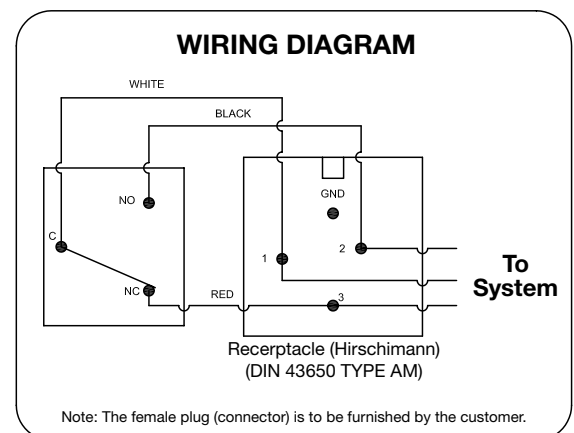 WIRING DIAGRAM
WHITE
BLACK
NO
GND
C
1
2
NC
RED
3
To
System
Recerptacle (Hirschimann)
(DIN 43650 TYPE AM)
Note: The female plug (connector) is to be furnished by the customer.